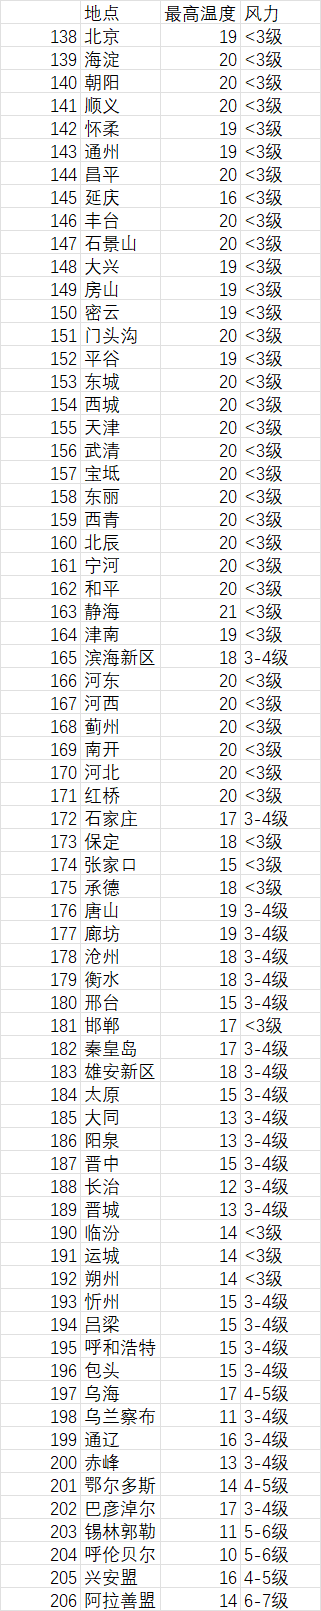 地点 最高温度 风力
138 北京 19 <3级
139 海淀 20 <3级
140 朝阳 20 <3级
141 顺义 20 <3级
142 怀柔 19 <3级
143 通州 19 <3级
144 昌平 20 <3级
145 延庆 16 <3级
146 丰台 20 <3级
147 石景山 20 <3级
148 大兴 19 <3级
149 房山 19 <3级
150 密云 19 <3级
151 门头沟 20 <3级
152 平谷 19 <3级
153 东城 20 <3级
154 西城 20 <3级
155 天津 20 <3级
156 武清 20 <3级
157 宝坻 20 <3级
158 东丽 20 <3级
159 西青 20 <3级
160 北辰 20 <3级
161 宁河 20 <3级
162 和平 20 <3级
163 静海 21 <3级
164 津南 19 <3级
165 滨海新区 18 3-4级
166 河东 20 <3级
167 河西 20 <3级
168 蓟州 20 <3级
169 南开 20 <3级
170 河北 20 <3级
171 红桥 20 <3级
172 石家庄 17 3-4级
173 保定 18 <3级
174 张家口 15 <3级
175 承德 18 <3级
176 唐山 19 3-4级
177 廊坊 19 3-4级
178 沧州 18 3-4级
179 衡水 18 3-4级
180 邢台 15 3-4级
181 邯郸 17 <3级
182 秦皇岛 17 3-4级
183 雄安新区 18 3-4级
184 太原 15 3-4级
185 大同 13 3-4级
186 阳泉 13 3-4级
187 晋中 15 3-4级
188 长治 12 3-4级
189 晋城 13 3-4级
190 临汾 14 <3级
191 运城 14 <3级
192 朔州 14 <3级
193 忻州 15 3-4级
194 吕梁 15 3-4级
195 呼和浩特 15 3-4级
196 包头 15 3-4级
197 乌海 17 4-5级
198 乌兰察布 11 3-4级
199 通辽 16 3-4级
200 赤峰 13 3-4级
201 鄂尔多斯 14 4-5级
202 巴彦淖尔 17 3-4级
203 锡林郭勒 11 5-6级
204 呼伦贝尔 10 5-6级
205 兴安盟 16 4-5级
206 阿拉善盟 14 6-7级